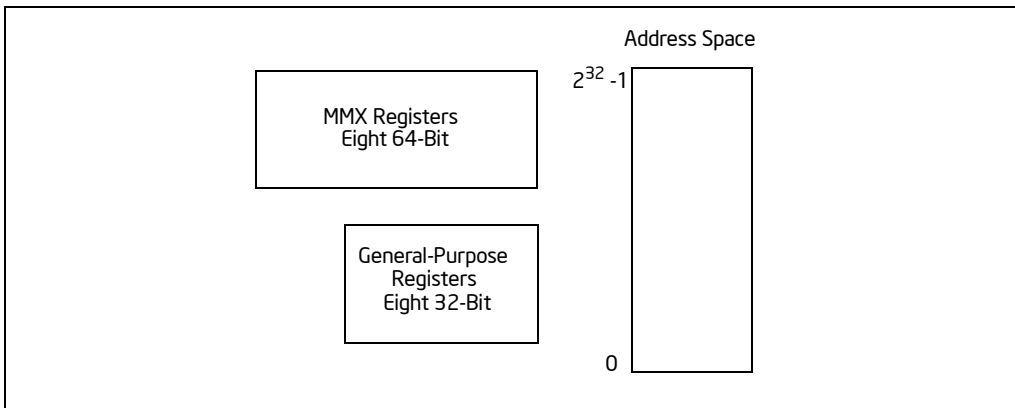 Address Space
2^32 -1
MMX Registers
Eight 64-Bit
General-Purpose
Registers
Eight 32-Bit
0